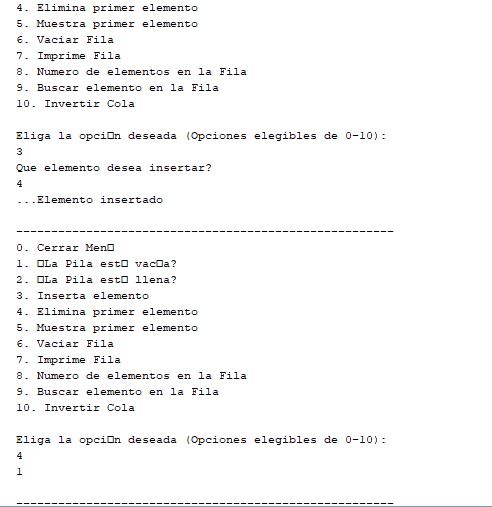 4. Elimina primer elemento
5. Muestra primer elemento
6. Vaciar Fila
7. Imprime Fila
8. Numero de elementos en la Fila
9. Buscar elemento en la Fila
10. Invertir Cola
Eliga la opci□n deseada (Opciones elegibles de 0-10):
3
Que elemento desea insertar?
4
...Elemento insertado
------------------------------------------------------
0. Cerrar Men□
1. □La Pila est□ vac□a?
2. □La Pila est□ llena?
3. Inserta elemento
4. Elimina primer elemento
5. Muestra primer elemento
6. Vaciar Fila
7. Imprime Fila
8. Numero de elementos en la Fila
9. Buscar elemento en la Fila
10. Invertir Cola
Eliga la opci□n deseada (Opciones elegibles de 0-10):
4
1
------------------------------------------------------